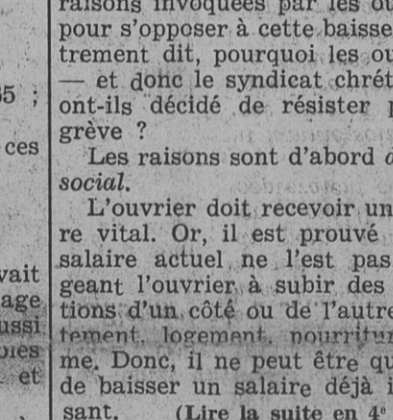 raisons invoquées par les ou
pour s'opposer à cette baisse
trement dit, pourquoi les ou
— et donc le syndicat chrét
ont-ils décidé de résister p
grève ?
Les raisons sont d'abord d
social.
L'ouvrier doit recevoir un
re vital. Or, il est prouvé
salaire actuel ne l'est pas
geant l'ouvrier à subir des
tions d'un côté ou de l'autre
tement, logement, nourritur
me. Donc, il ne peut être qu
de baisser un salaire déjà i
sant. (Lire la suite en 4e
35 ;
ces
vait
age
ussi
bles
et